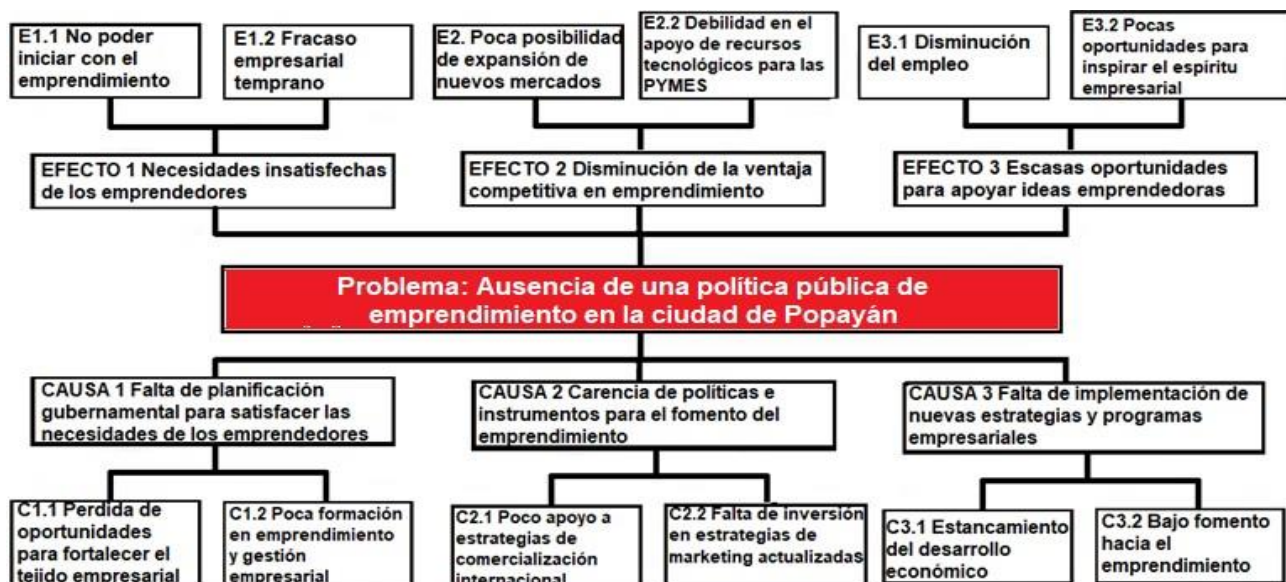 E1.1 No poder
iniciar con el
emprendimiento
E1.2 Fracaso
empresarial
temprano
E2. Poca posibilidad
de expansión de
nuevos mercados
E2.2 Debilidad en el
apoyo de recursos
tecnológicos para las
PYMES
E3.1 Disminución
del empleo
E3.2 Pocas
oportunidades para
inspirar el espíritu
empresarial
EFECTO 1 Necesidades insatisfechas
de los emprendedores
EFECTO 2 Disminución de la ventaja
competitiva en emprendimiento
EFECTO 3 Escasas oportunidades
para apoyar ideas emprendedoras
Problema: Ausencia de una política pública de
emprendimiento en la ciudad de Popayán
CAUSA 1 Falta de planificación
gubernamental para satisfacer las
necesidades de los emprendedores
CAUSA 2 Carencia de políticas e
instrumentos para el fomento del
emprendimiento
CAUSA 3 Falta de implementación de
nuevas estrategias y programas
empresariales
C1.1 Perdida de
oportunidades
para fortalecer el
tejido empresarial
C1.2 Poca formación
en emprendimiento
y gestión
empresarial
C2.1 Poco apoyo a
estrategias de
comercialización
internacional
C2.2 Falta de inversión
en estrategias de
marketing actualizadas
C3.1 Estancamiento
del desarrollo
económico
C3.2 Bajo fomento
hacia el
emprendimiento